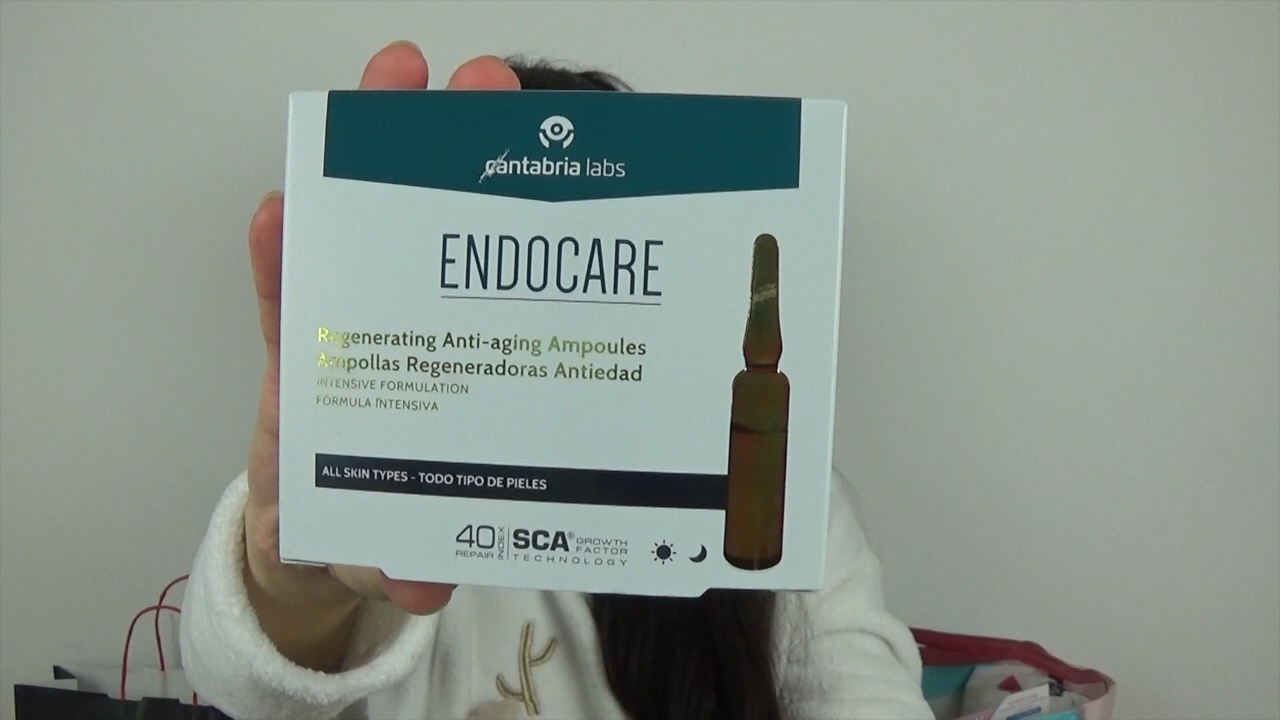 cantabria labs
ENDOCARE
Regenerating Anti-aging Ampoules
Ampollas Regeneradoras Antiedad
INTENSIVE FORMULATION
FÓRMULA INTENSIVA
ALL SKIN TYPES - TODO TIPO DE PIELES
40 REPAIR INDEX
SCA® GROWTH FACTOR
TECHNOLOGY